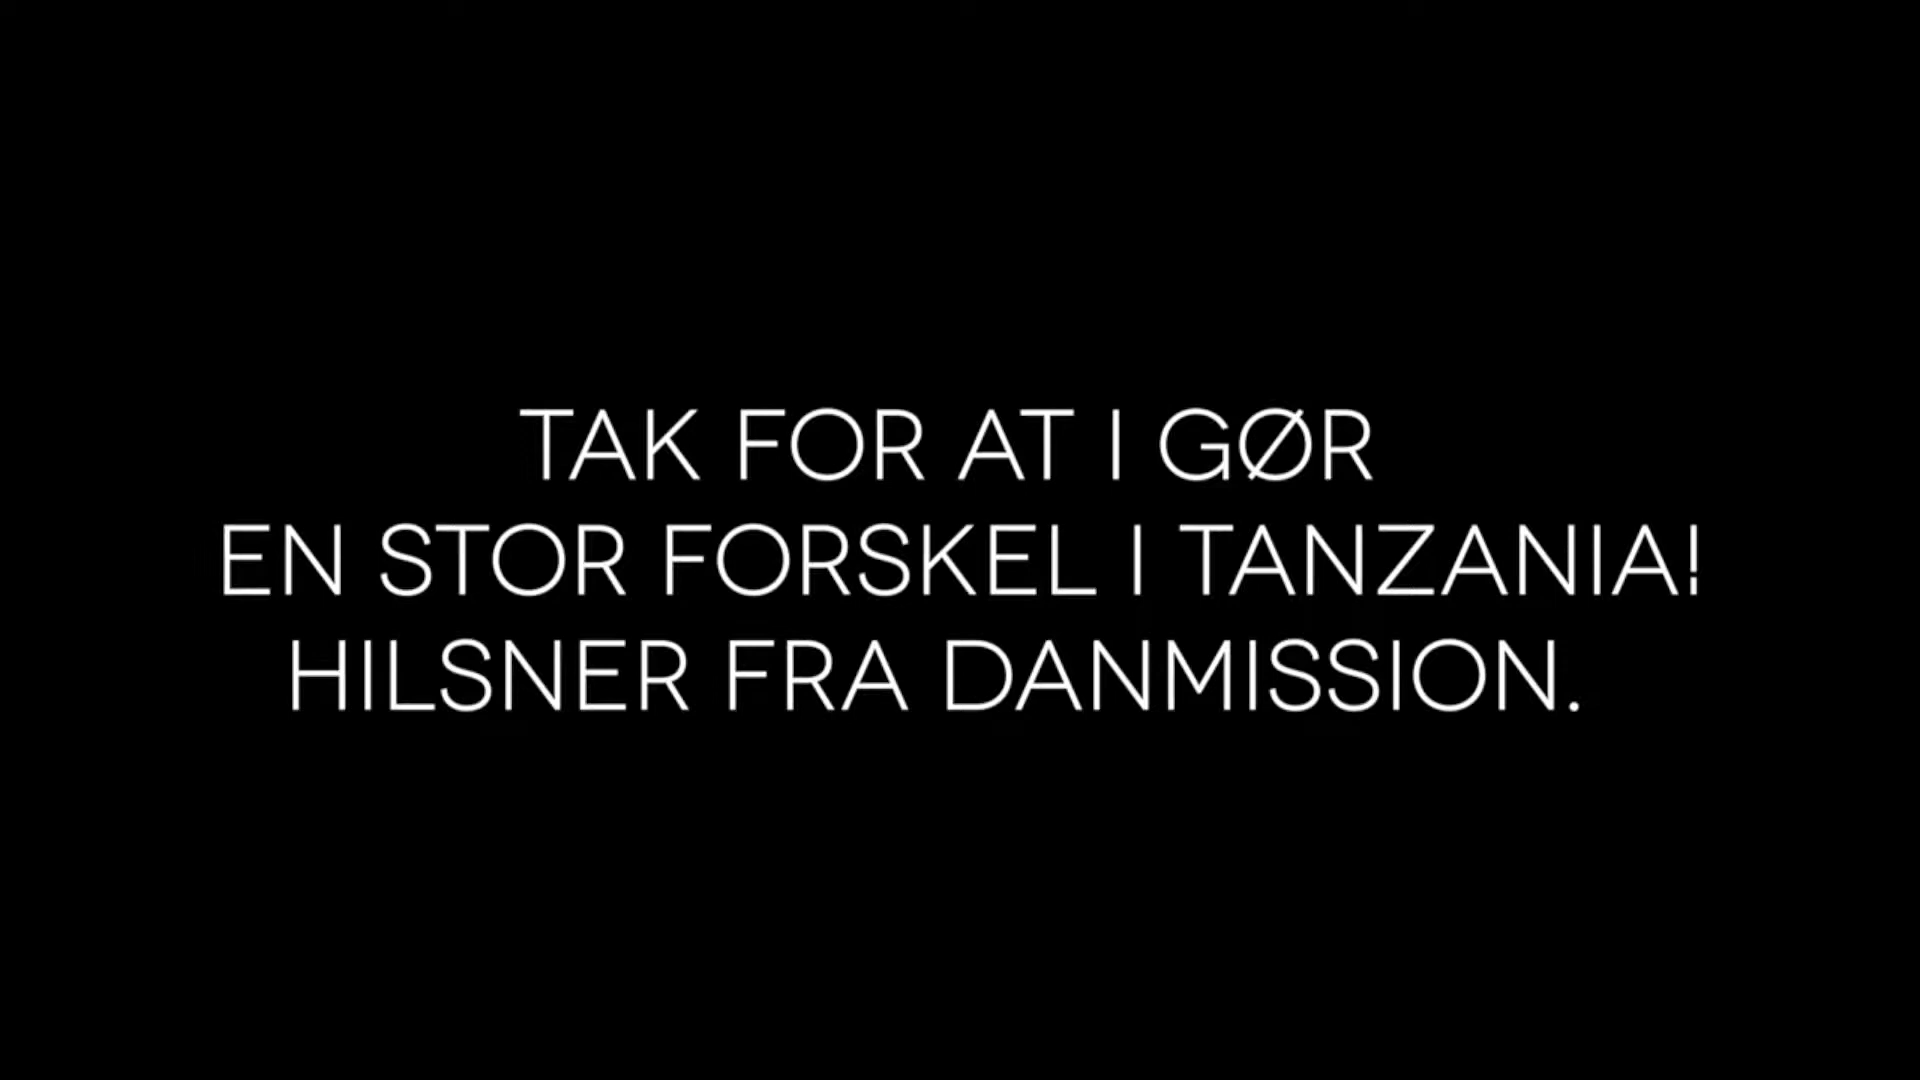 TAK FOR AT I GØR
EN STOR FORSKEL I TANZANIA!
HILSNER FRA DANMISSION.